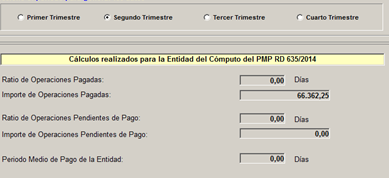 Primer Trimestre Segundo Trimestre Tercer Trimestre Cuarto Trimestre
Cálculos realizados para la Entidad del Cómputo del PMP RD 635/2014
Ratio de Operaciones Pagadas: 0,00 Días
Importe de Operaciones Pagadas: 66.362,25
Ratio de Operaciones Pendientes de Pago: 0,00 Días
Importe de Operaciones Pendientes de Pago: 0,00
Periodo Medio de Pago de la Entidad: 0,00 Días